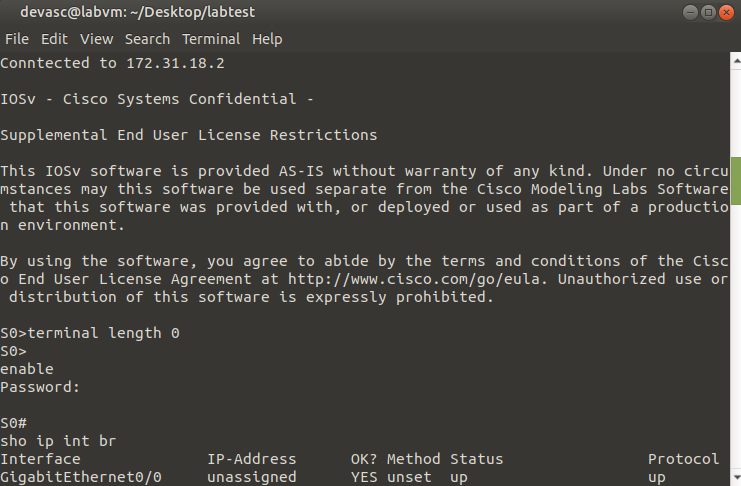 devasc@labvm: ~/Desktop/labtest
File Edit View Search Terminal Help
Conntected to 172.31.18.2
IOSv - Cisco Systems Confidential -
Supplemental End User License Restrictions
This IOSv software is provided AS-IS without warranty of any kind. Under no circu
mstances may this software be used separate from the Cisco Modeling Labs Software
that this software was provided with, or deployed or used as part of a productio
n environment.
By using the software, you agree to abide by the terms and conditions of the Cisc
o End User License Agreement at http://www.cisco.com/go/eula. Unauthorized use or
distribution of this software is expressly prohibited.
S0>terminal length 0
S0>
enable
Password:
S0#
sho ip int br
Interface IP-Address OK? Method Status Protocol
GigabitEthernet0/0 unassigned YES unset up up